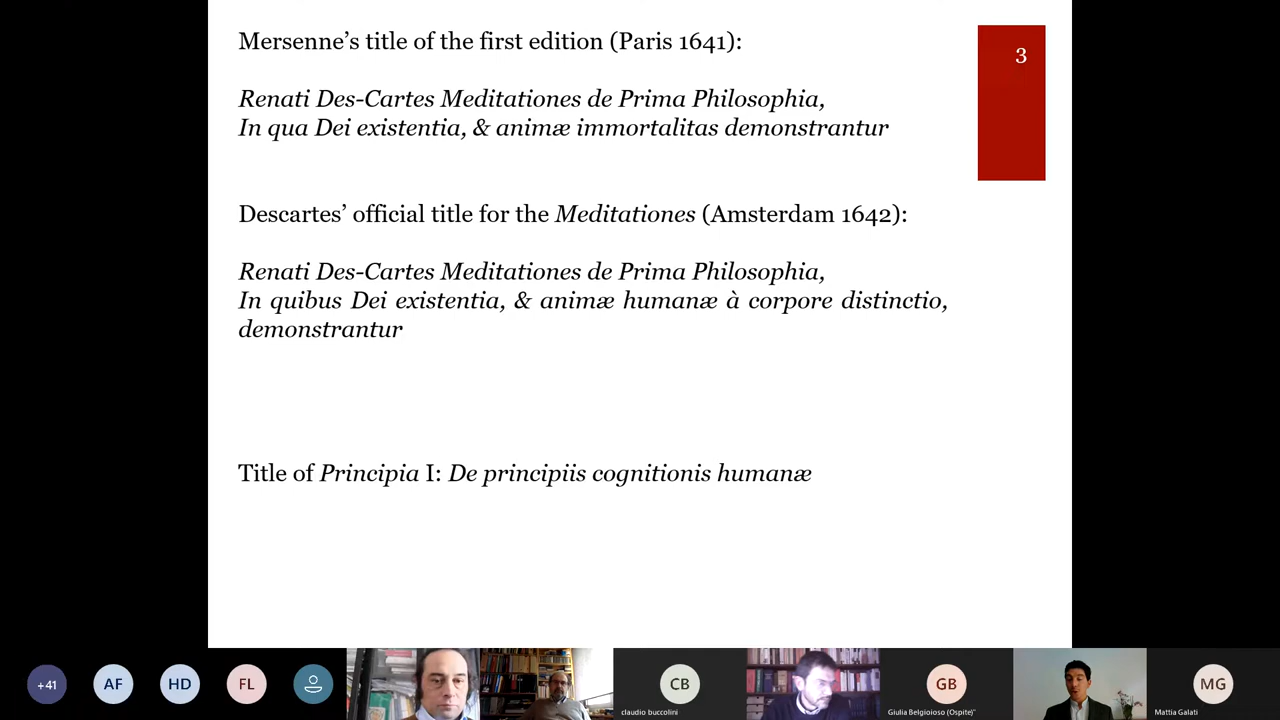 Mersenne’s title of the first edition (Paris 1641):
3
Renati Des-Cartes Meditationes de Prima Philosophia,
In qua Dei existentia, & animæ immortalitas demonstrantur
Descartes’ official title for the Meditationes (Amsterdam 1642):
Renati Des-Cartes Meditationes de Prima Philosophia,
In quibus Dei existentia, & animæ humanæ à corpore distinctio,
demonstrantur
Title of Principia I: De principiis cognitionis humanæ
+41
AF
HD
FL
CB
claudio buccolini
GB
Giulia Belgioioso (Ospite)"
MG
Mattia Galati